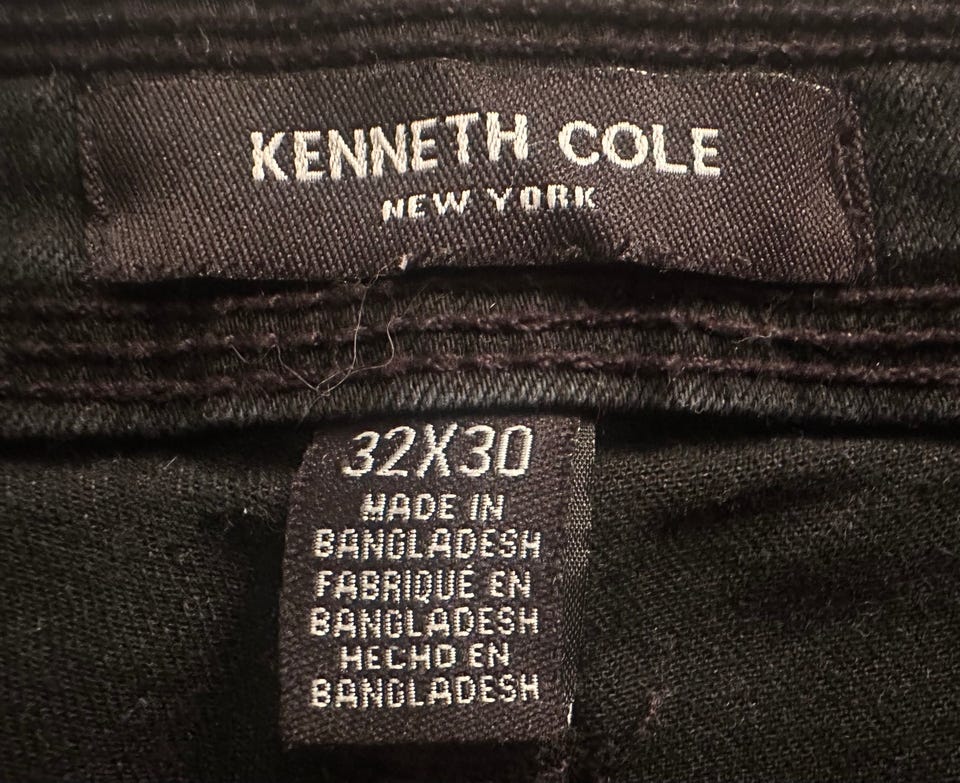 KENNETH COLE
NEW YORK
32X30
MADE IN
BANGLADESH
FABRIQUÉ EN
BANGLADESH
HECHO EN
BANGLADESH